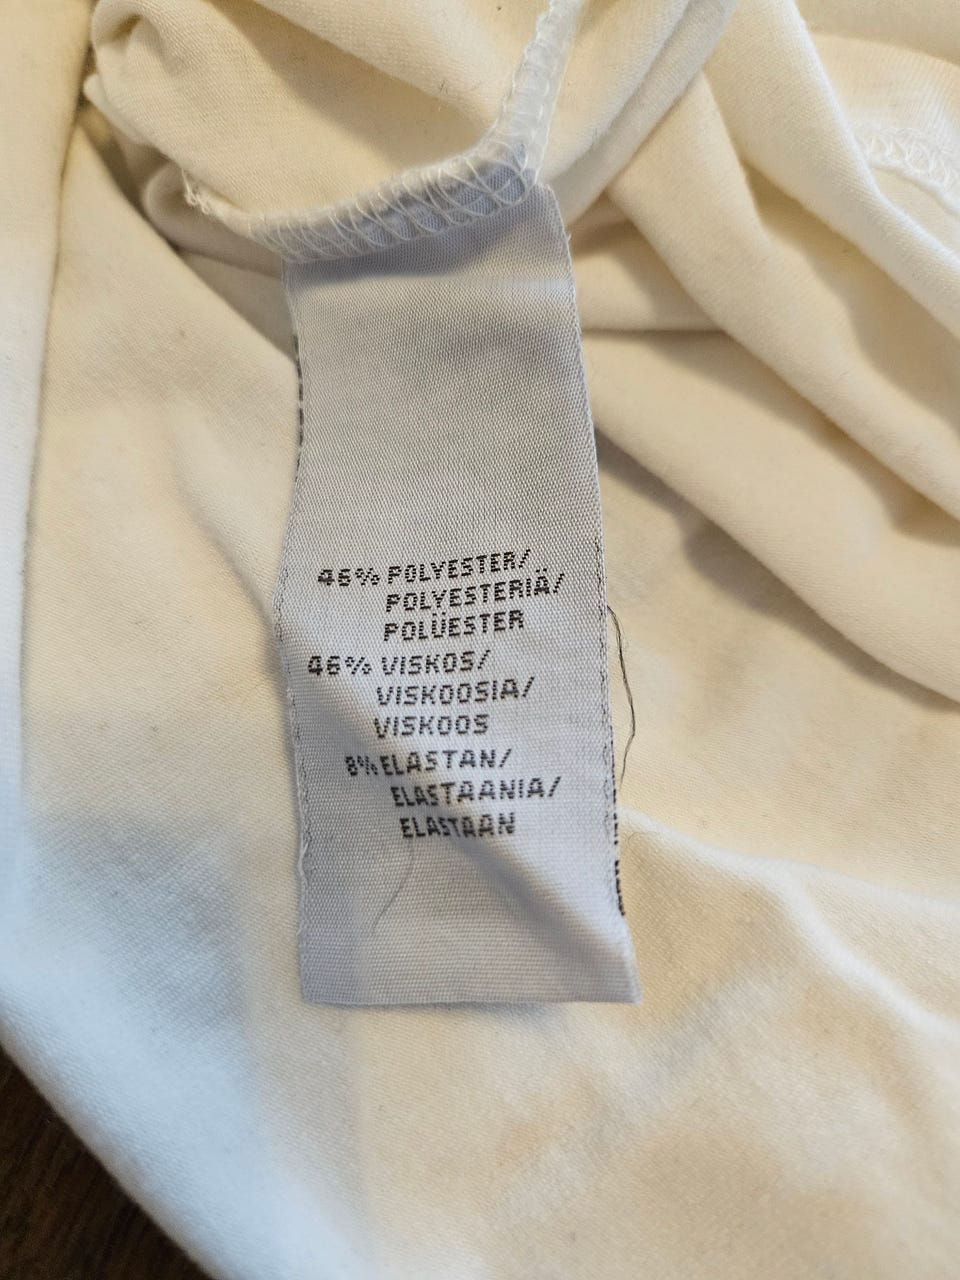 46% POLYESTER/
POLYESTERIÄ/
POLÜESTER
46% VISKOS/
VISKOOSIA/
VISKOOS
8% ELASTAN/
ELASTAANIA/
ELASTAAN